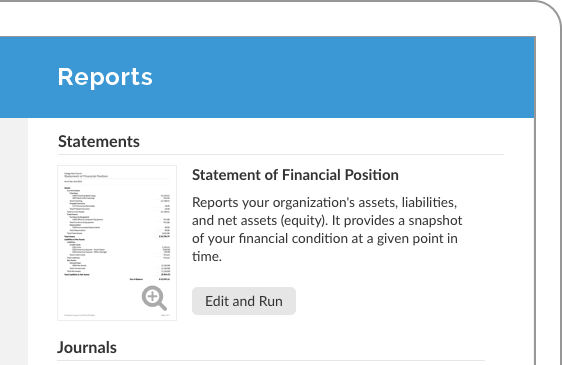 Reports
Statements
Statement of Financial Position
Reports your organization's assets, liabilities,
and net assets (equity). It provides a snapshot
of your financial condition at a given point in
time.
Edit and Run
Journals